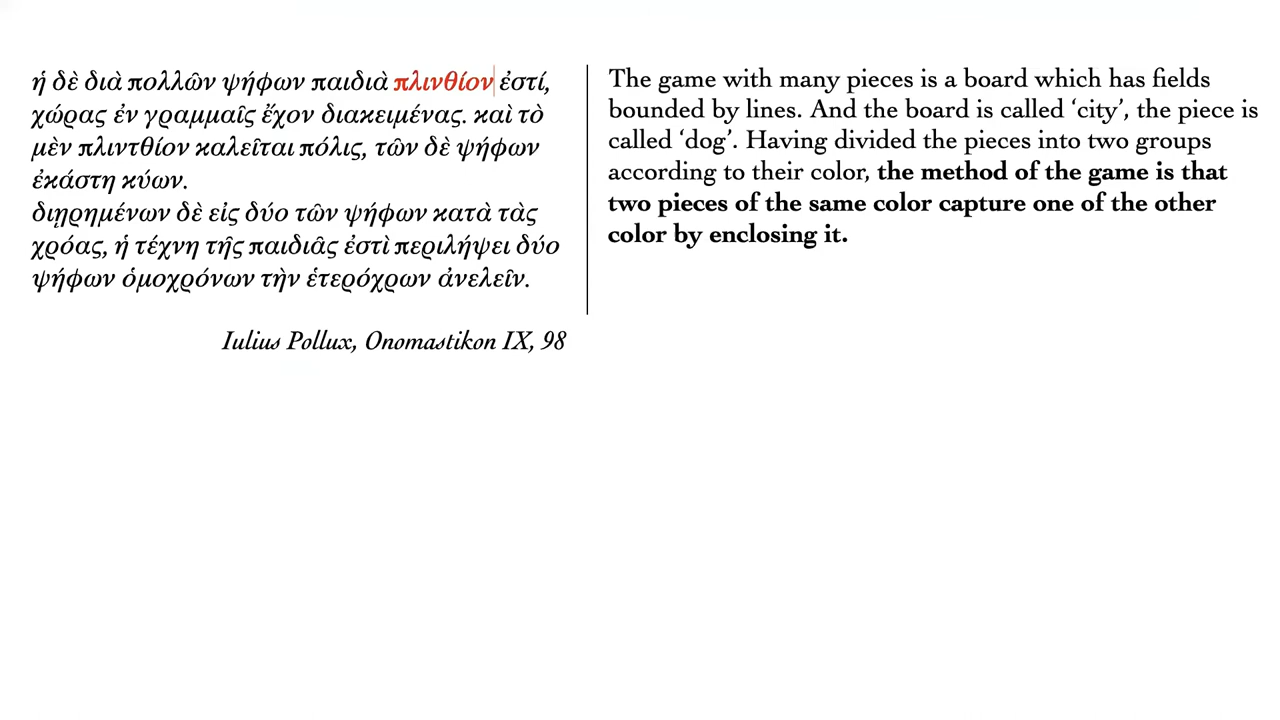 ἡ δὲ διὰ πολλῶν ψήφων παιδιὰ πλινθίον ἐστί,
χώρας ἐν γραμμαῖς ἔχον διακειμένας. καὶ τὸ
μὲν πλιντθίον καλεῖται πόλις, τῶν δὲ ψήφων
ἑκάστη κύων.
διῃρημένων δὲ εἰς δύο τῶν ψήφων κατὰ τὰς
χρόας, ἡ τέχνη τῆς παιδιᾶς ἐστὶ περιλήψει δύο
ψήφων ὁμοχρόνων τὴν ἑτερόχρων ἀνελεῖν.
Iulius Pollux, Onomastikon IX, 98
The game with many pieces is a board which has fields
bounded by lines. And the board is called ‘city’, the piece is
called ‘dog’. Having divided the pieces into two groups
according to their color, the method of the game is that
two pieces of the same color capture one of the other
color by enclosing it.